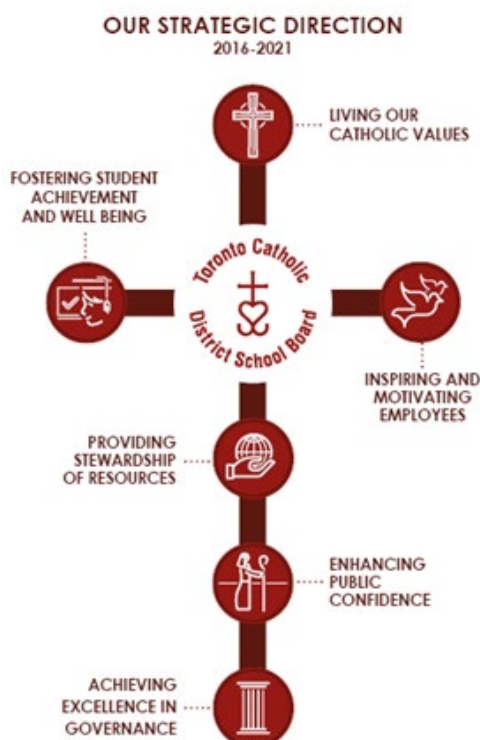 OUR STRATEGIC DIRECTION
2016-2021
LIVING OUR
CATHOLIC VALUES
FOSTERING STUDENT
ACHIEVEMENT
AND WELL BEING
Toronto Catholic
District School Board
INSPIRING AND
MOTIVATING
EMPLOYEES
PROVIDING
STEWARDSHIP
OF RESOURCES
ENHANCING
PUBLIC
CONFIDENCE
ACHIEVING
EXCELLENCE IN
GOVERNANCE